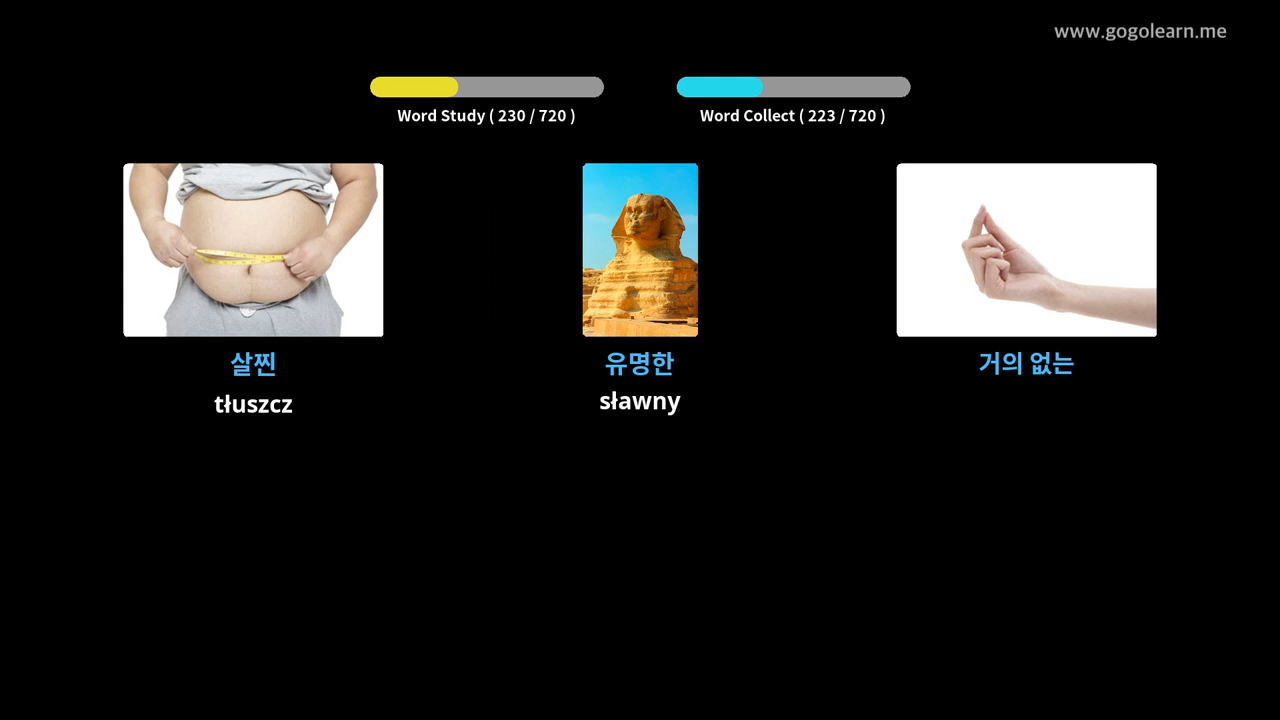 www.gogolearn.me
Word Study ( 230 / 720 )
Word Collect ( 223 / 720 )
살찐
유명한
거의 없는
tłuszcz
sławny